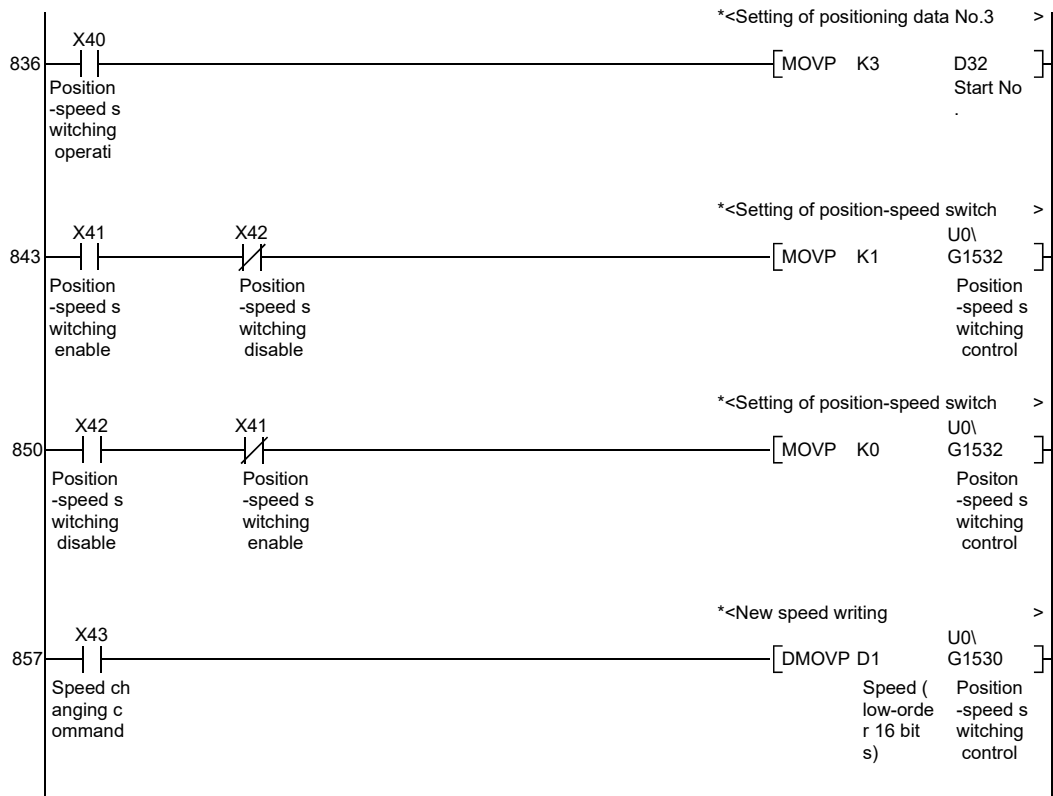 *<Setting of positioning data No.3 >
X40
836 MOVP K3 D32
Position
-speed s
witching
operati
Start No
.
*<Setting of position-speed switch >
X41 X42 U0\
843 MOVP K1 G1532
Position Position Position
-speed s -speed s -speed s
witching witching witching
enable disable control
*<Setting of position-speed switch >
X42 X41 U0\
850 MOVP K0 G1532
Position Position Positon
-speed s -speed s -speed s
witching witching witching
disable enable control
*<New speed writing >
X43 U0\
857 DMOVP D1 G1530
Speed ch Speed ( Position
anging c low-orde -speed s
ommand r 16 bit witching
s) control